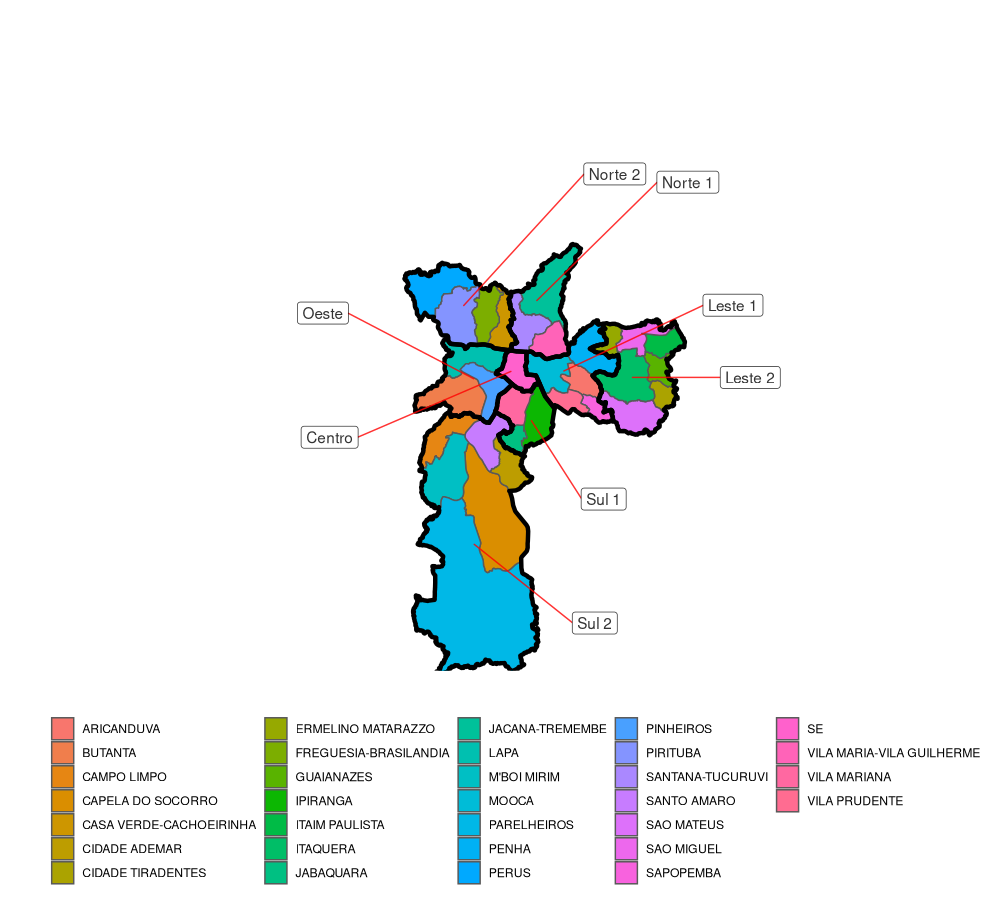 Norte 2
Norte 1
Leste 1
Oeste
Leste 2
Centro
Sul 1
Sul 2
ARICANDUVA
BUTANTA
CAMPO LIMPO
CAPELA DO SOCORRO
CASA VERDE-CACHOEIRINHA
CIDADE ADEMAR
CIDADE TIRADENTES
ERMELINO MATARAZZO
FREGUESIA-BRASILANDIA
GUAIANAZES
IPIRANGA
ITAIM PAULISTA
ITAQUERA
JABAQUARA
JACANA-TREMEMBE
LAPA
M'BOI MIRIM
MOOCA
PARELHEIROS
PENHA
PERUS
PINHEIROS
PIRITUBA
SANTANA-TUCURUVI
SANTO AMARO
SAO MATEUS
SAO MIGUEL
SAPOPEMBA
SE
VILA MARIA-VILA GUILHERME
VILA MARIANA
VILA PRUDENTE